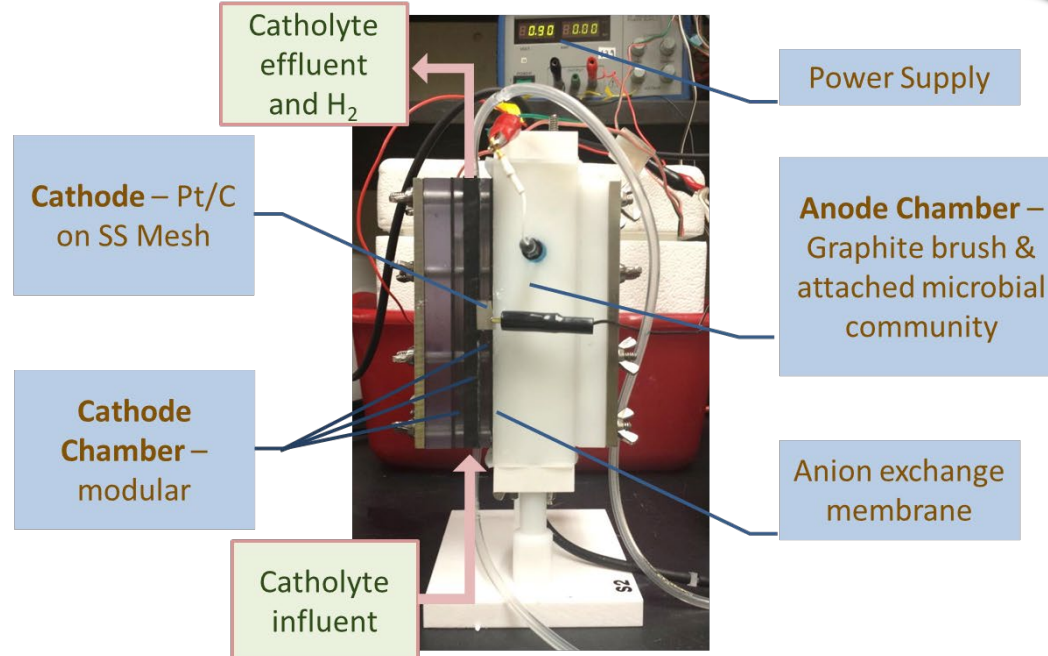 Catholyte
effluent
and H₂
0.90 0.00
Power Supply
Cathode – Pt/C
on SS Mesh
Anode Chamber –
Graphite brush &
attached microbial
community
Cathode
Chamber –
modular
Anion exchange
membrane
Catholyte
influent
S2